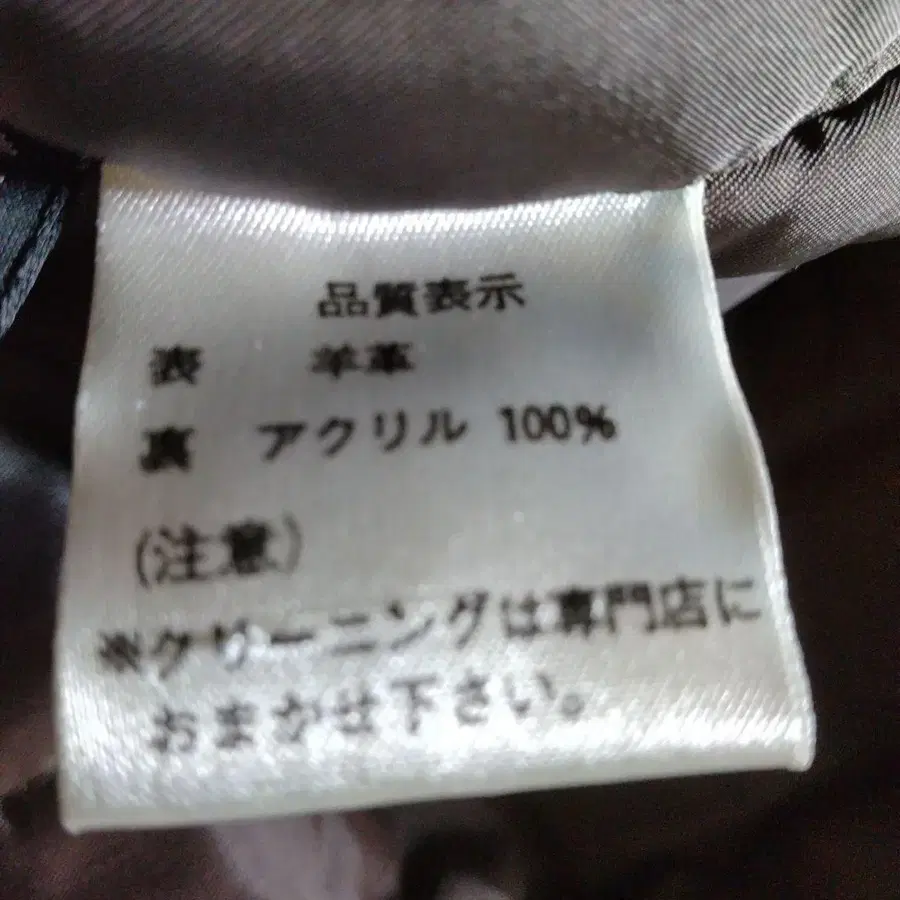 品質表示
表 羊革
裏 アクリル 100%
(注意)
※クリーニングは専門店に
おまかせ下さい。